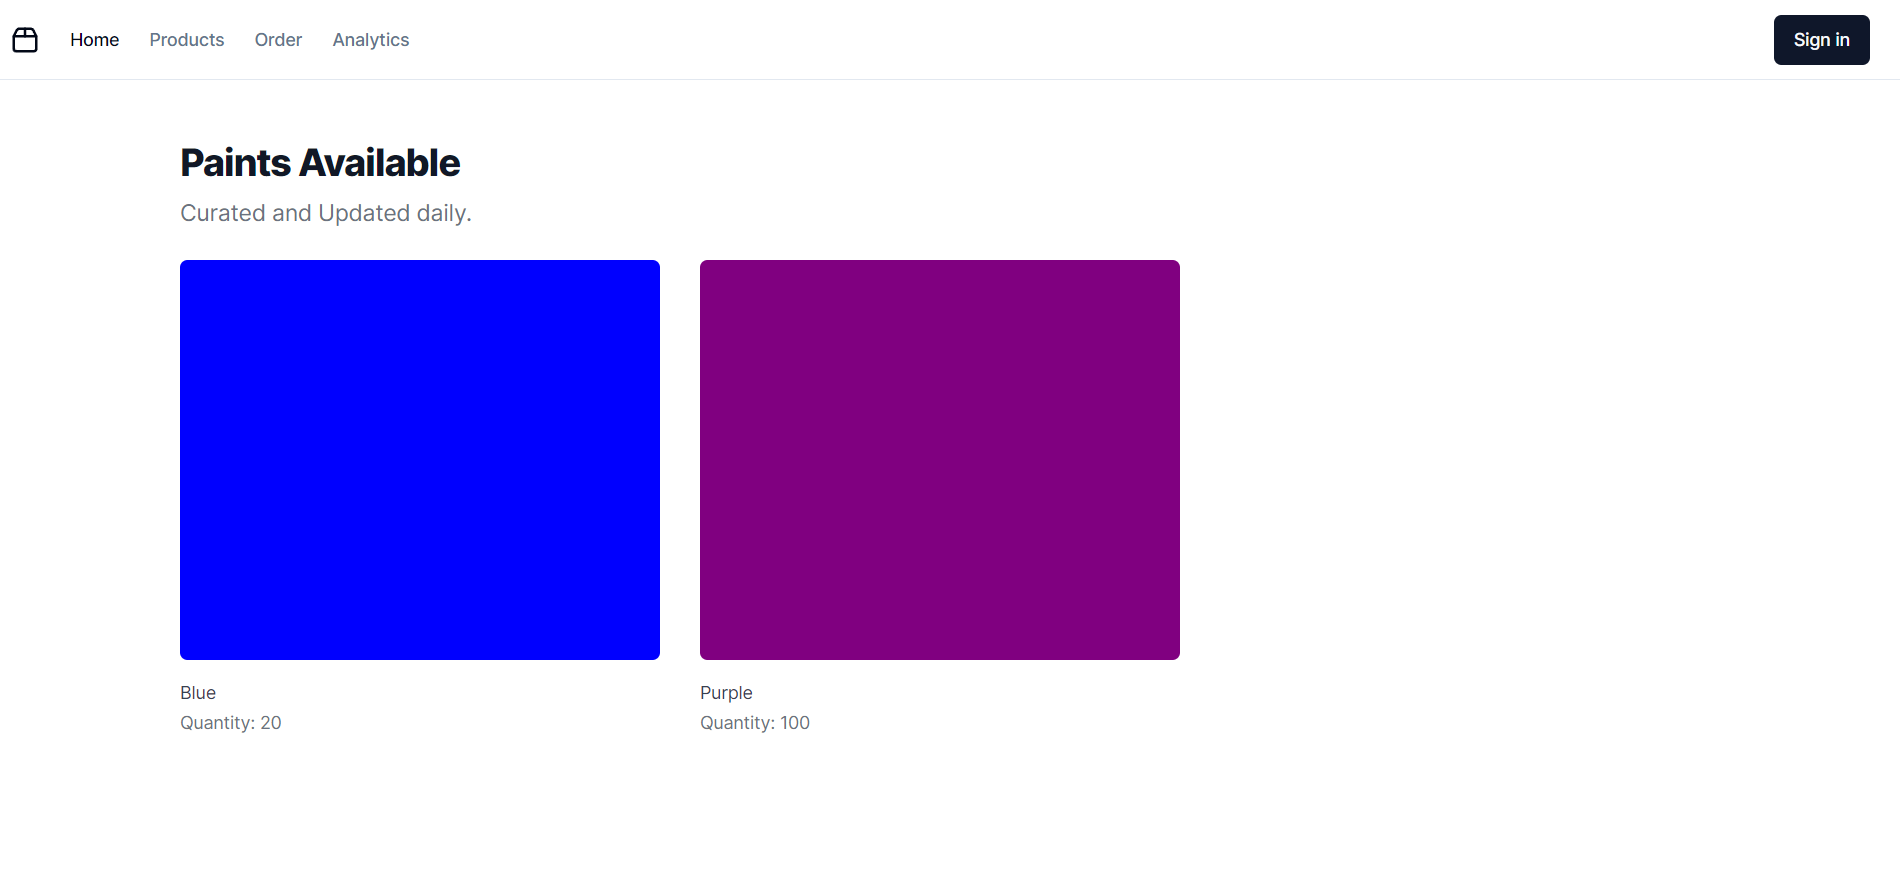 Home Products Order Analytics Sign in
Paints Available
Curated and Updated daily.
Blue
Quantity: 20
Purple
Quantity: 100